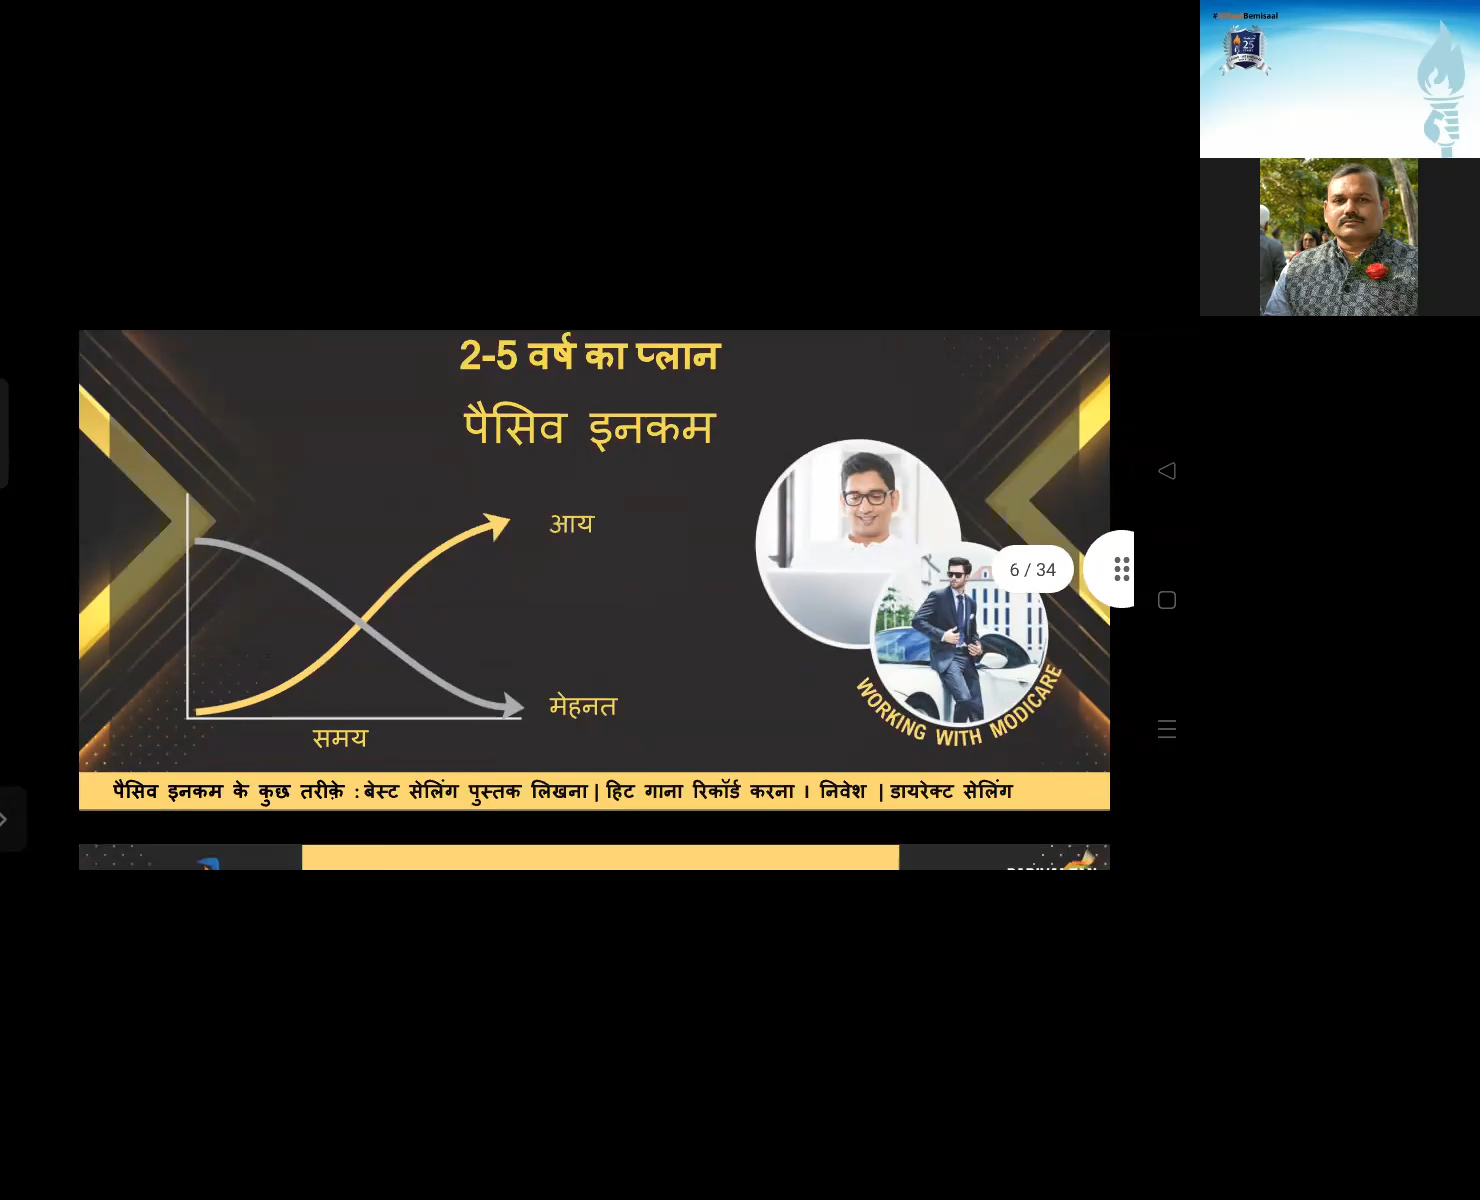 Bemisaal
25
2-5 वर्ष का प्लान
पैसिव इनकम
आय
6 / 34
मेहनत
समय
WORKING WITH MODICARE
पैसिव इनकम के कुछ तरीक़े : बेस्ट सेलिंग पुस्तक लिखना | हिट गाना रिकॉर्ड करना । निवेश | डायरेक्ट सेलिंग